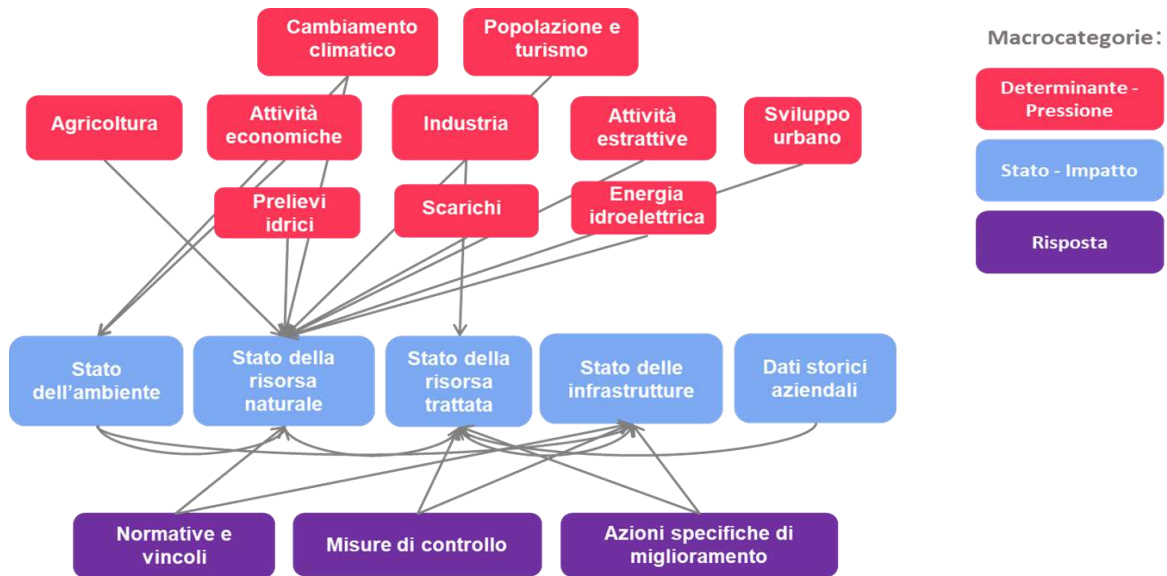 Cambiamento
climatico
Popolazione e
turismo
Macrocategorie:
Agricoltura
Attività
economiche
Industria
Attività
estrattive
Sviluppo
urbano
Determinante -
Pressione
Prelievi
idrici
Scarichi
Energia
idroelettrica
Stato - Impatto
Risposta
Stato
dell'ambiente
Stato della
risorsa
naturale
Stato della
risorsa
trattata
Stato delle
infrastrutture
Dati storici
aziendali
Normative e
vincoli
Misure di controllo
Azioni specifiche di
miglioramento